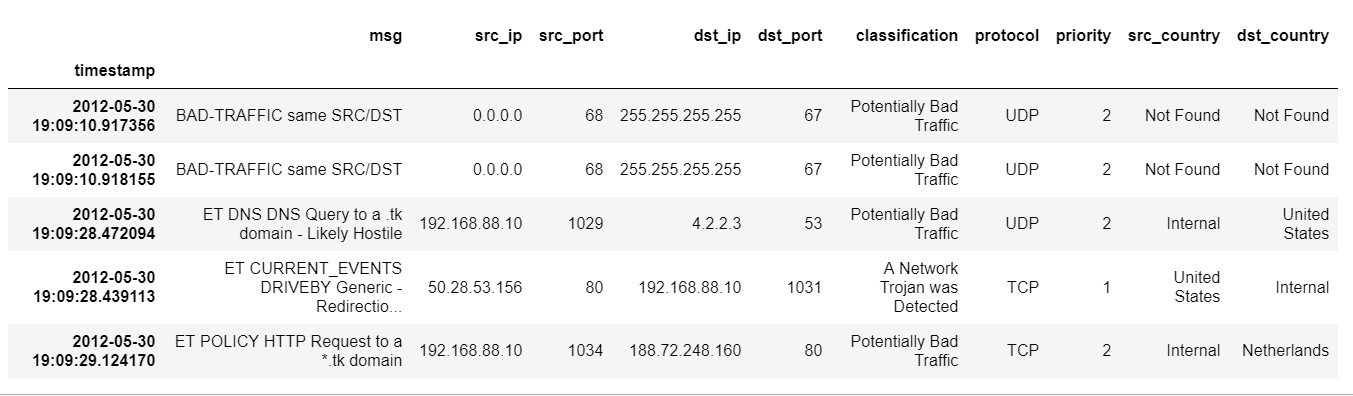 msg src_ip src_port dst_ip dst_port classification protocol priority src_country dst_country
timestamp
2012-05-30 19:09:10.917356 BAD-TRAFFIC same SRC/DST 0.0.0.0 68 255.255.255.255 67 Potentially Bad Traffic UDP 2 Not Found Not Found
2012-05-30 19:09:10.918155 BAD-TRAFFIC same SRC/DST 0.0.0.0 68 255.255.255.255 67 Potentially Bad Traffic UDP 2 Not Found Not Found
2012-05-30 19:09:28.472094 ET DNS DNS Query to a .tk domain - Likely Hostile 192.168.88.10 1029 4.2.2.3 53 Potentially Bad Traffic UDP 2 Internal United States
2012-05-30 19:09:28.439113 ET CURRENT_EVENTS DRIVEBY Generic - Redirectio... 50.28.53.156 80 192.168.88.10 1031 A Network Trojan was Detected TCP 1 United States Internal
2012-05-30 19:09:29.124170 ET POLICY HTTP Request to a *.tk domain 192.168.88.10 1034 188.72.248.160 80 Potentially Bad Traffic TCP 2 Internal Netherlands